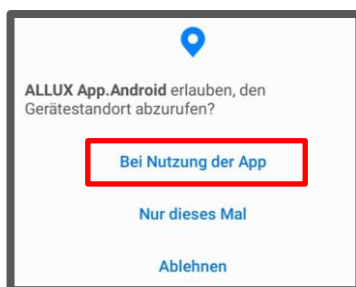 ALLUX App.Android erlauben, den
Gerätestandort abzurufen?
Bei Nutzung der App
Nur dieses Mal
Ablehnen